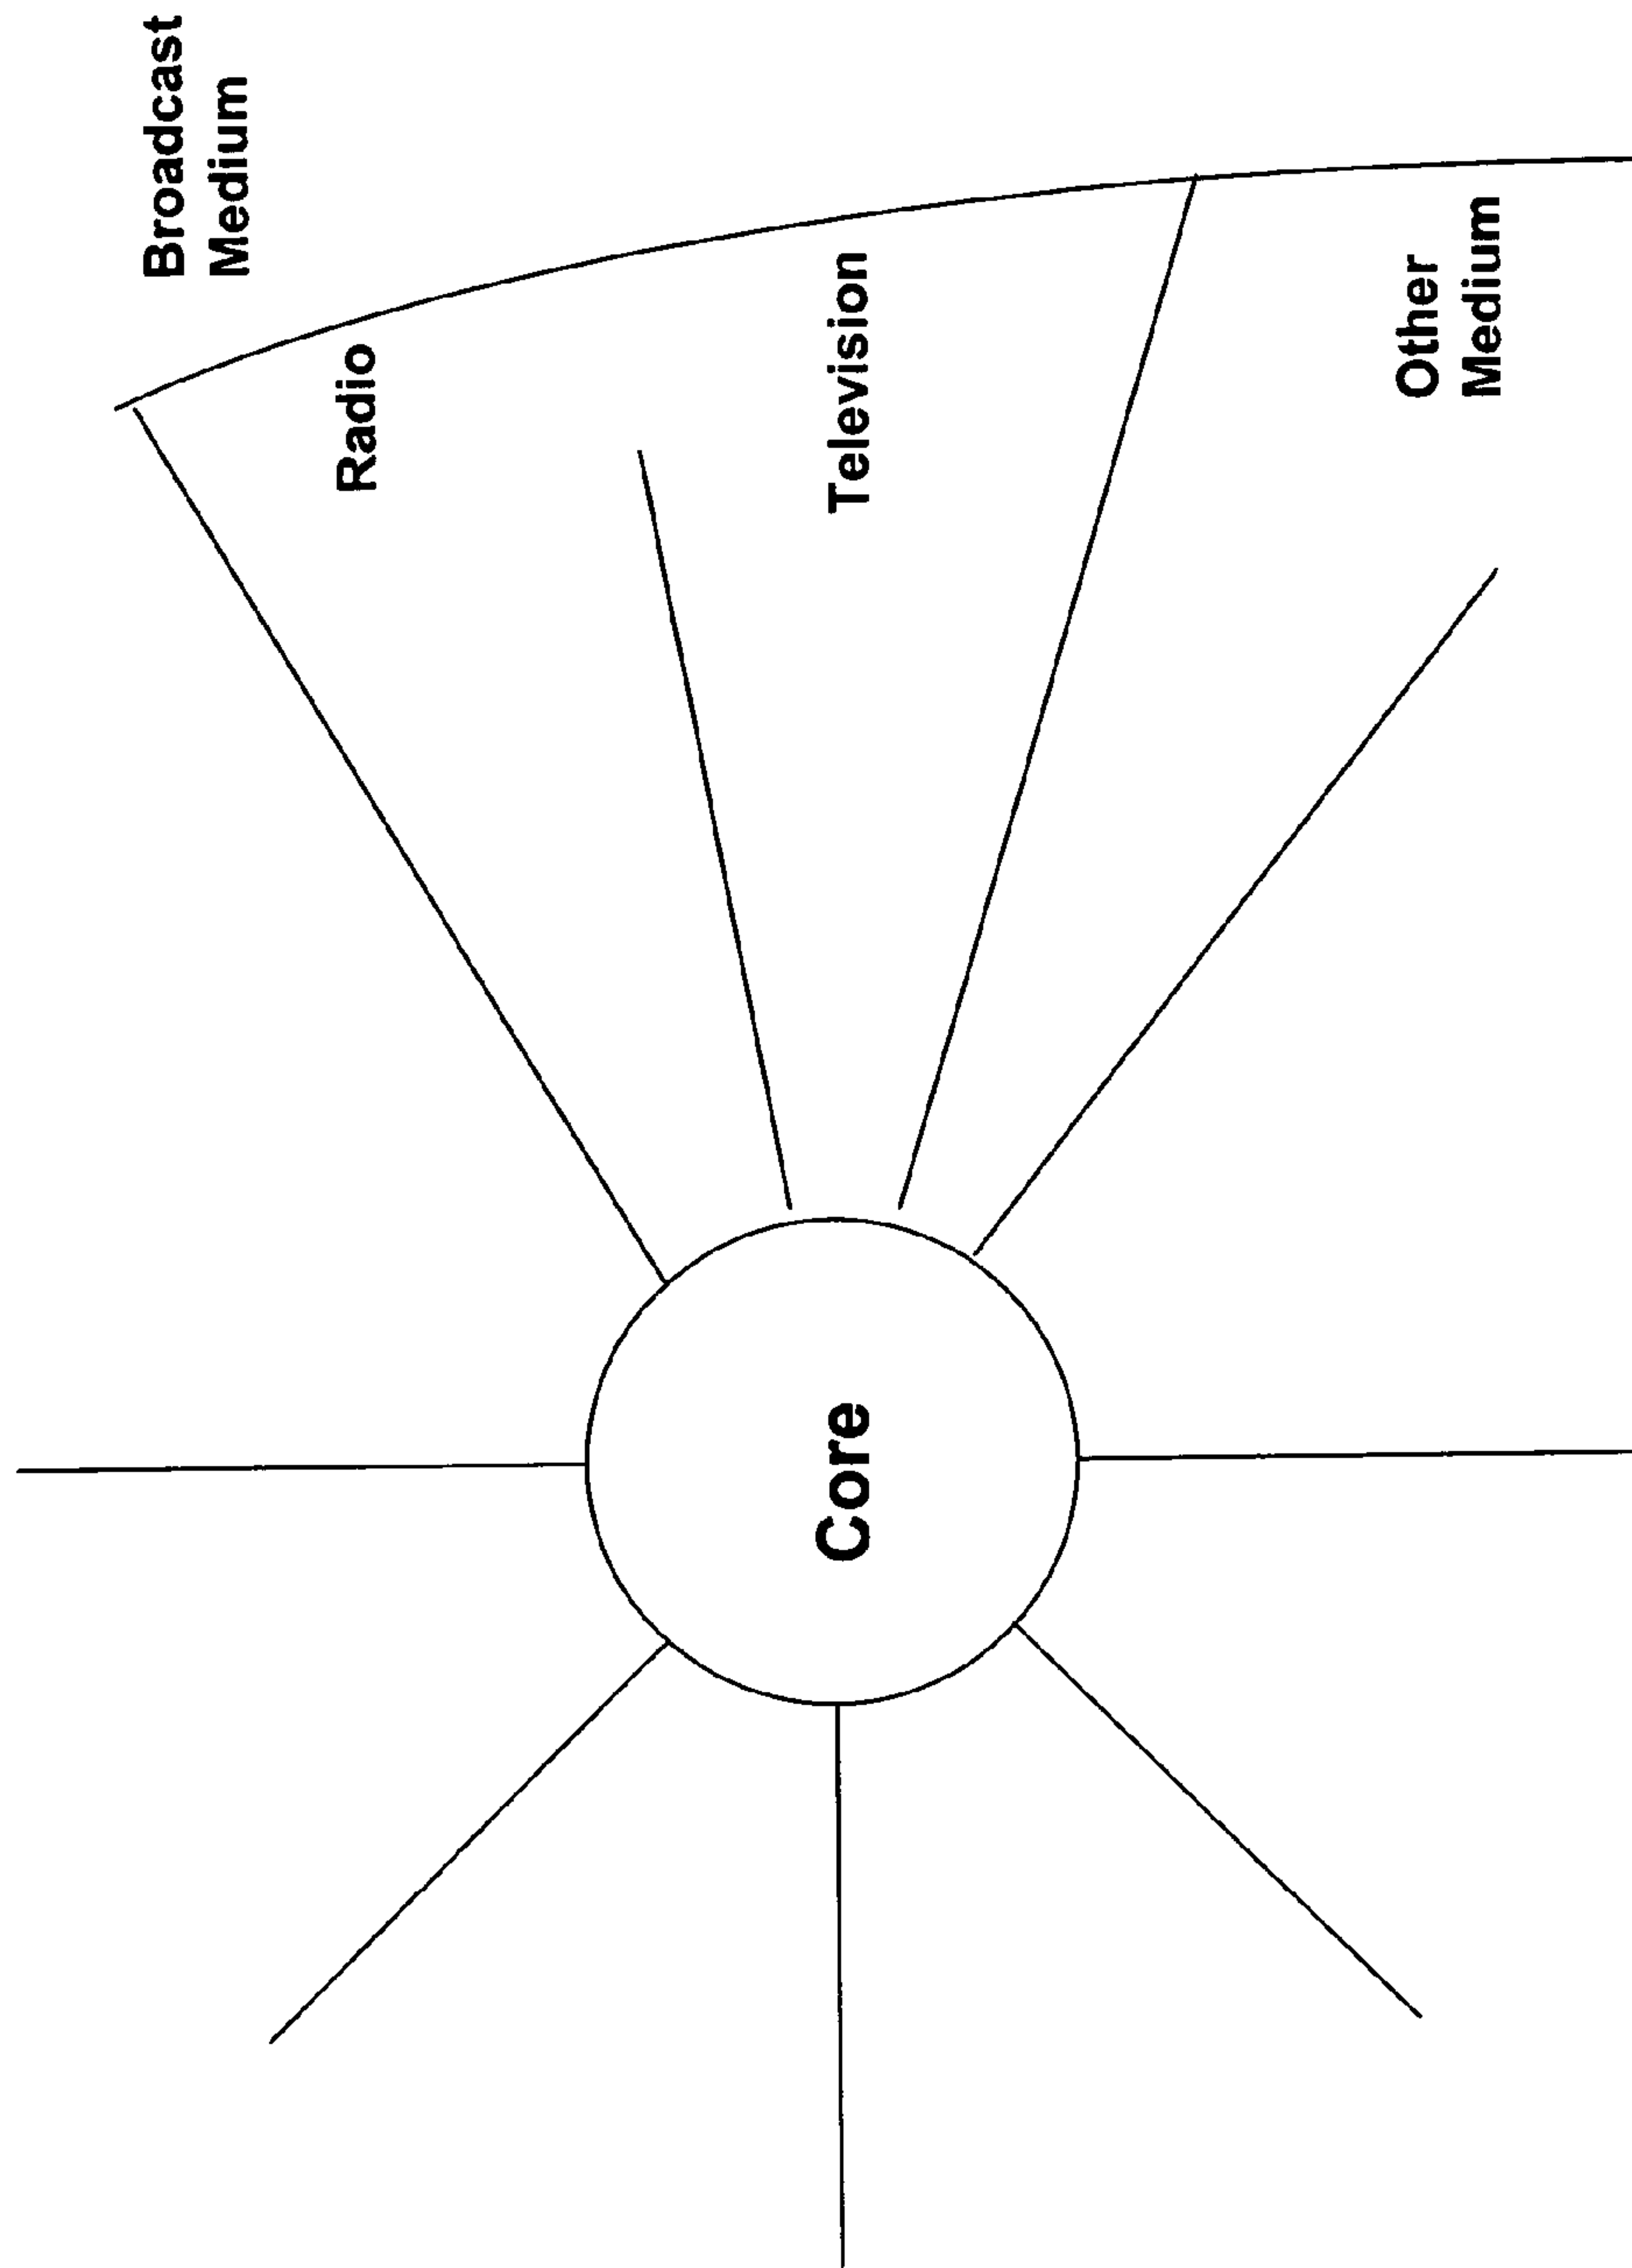 Broadcast
Medium
Radio
Television
Other
Medium
Core